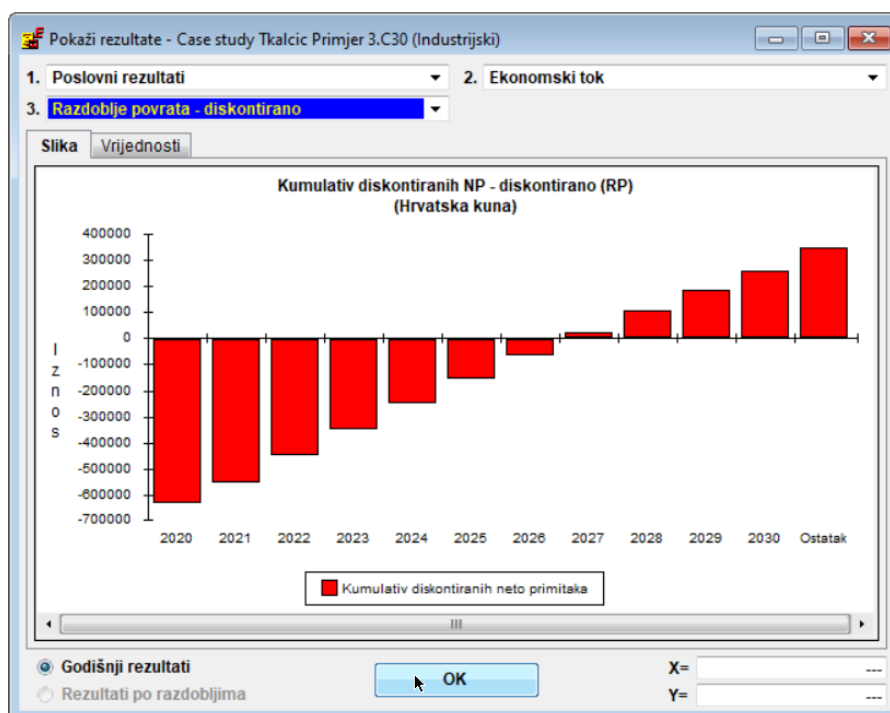 Pokaži rezultate - Case study Tkalcic Primjer 3.C30 (Industrijski)
1. Poslovni rezultati
2. Ekonomski tok
3. Razdoblje povrata - diskontirano
Slika
Vrijednosti
Kumulativ diskontiranih NP - diskontirano (RP)
(Hrvatska kuna)
400000
300000
200000
100000
0
-100000
-200000
-300000
-400000
-500000
-600000
-700000
Iznos
2020 2021 2022 2023 2024 2025 2026 2027 2028 2029 2030 Ostatak
Kumulativ diskontiranih neto primitaka
Godišnji rezultati
Rezultati po razdobljima
OK
X= ---
Y= ---